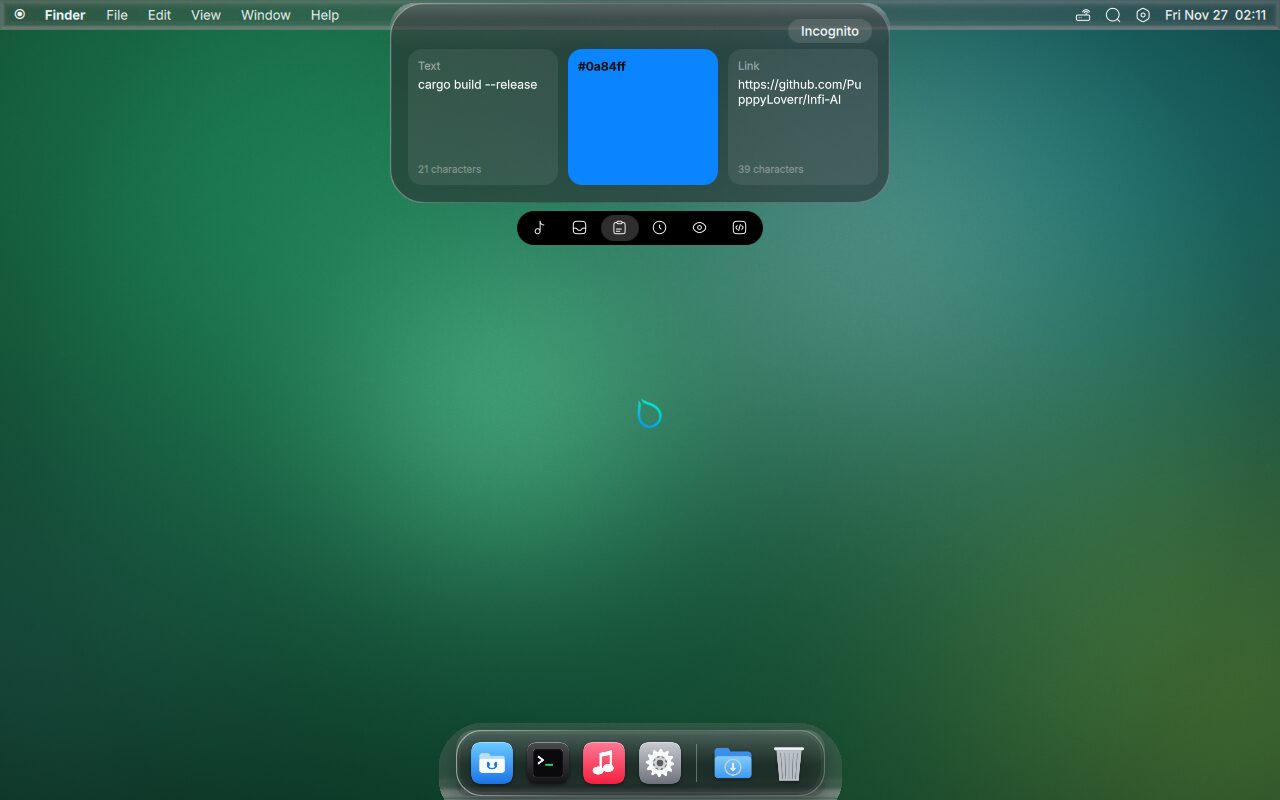 Finder File Edit View Window Help
Fri Nov 27 02:11
Incognito
Text
cargo build --release
21 characters
#0a84ff
Link
https://github.com/Pu
pppyLoverr/Infi-AI
39 characters